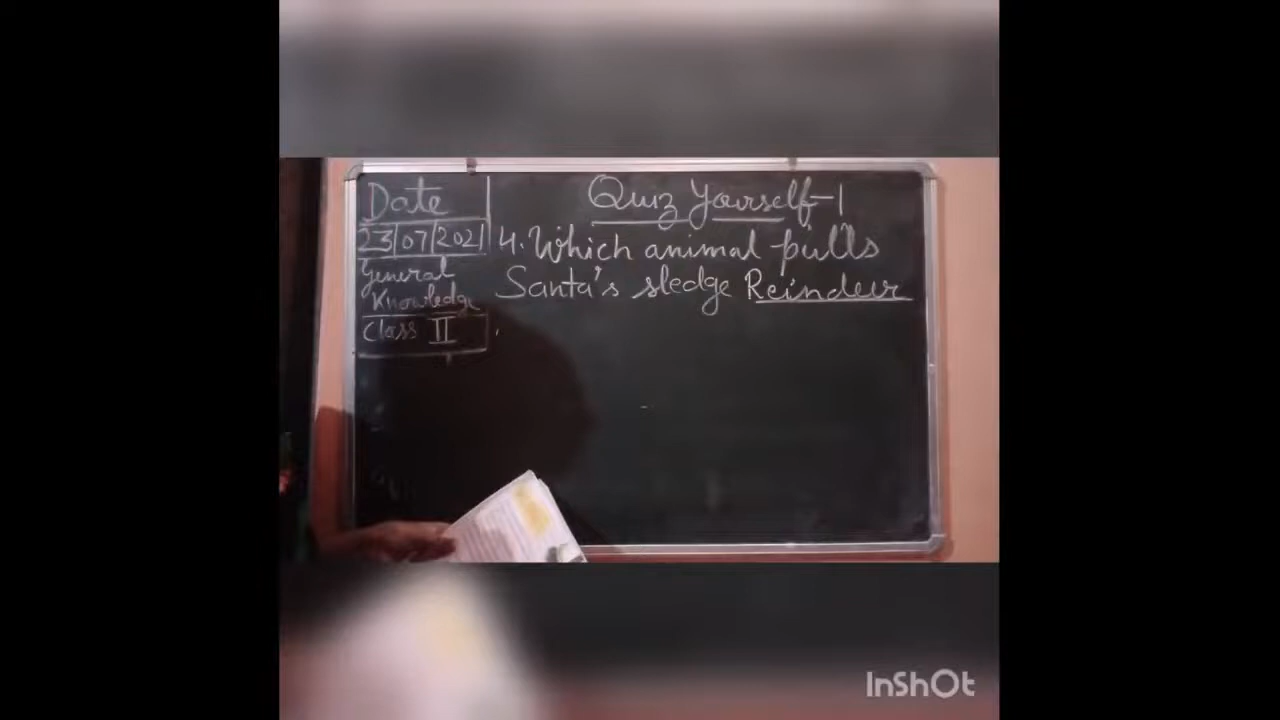 Date
23/07/2021
General
Knowledge
Class II
Quiz Yourself-1
4. Which animal pulls
Santa's sledge Reindeer
InShOt